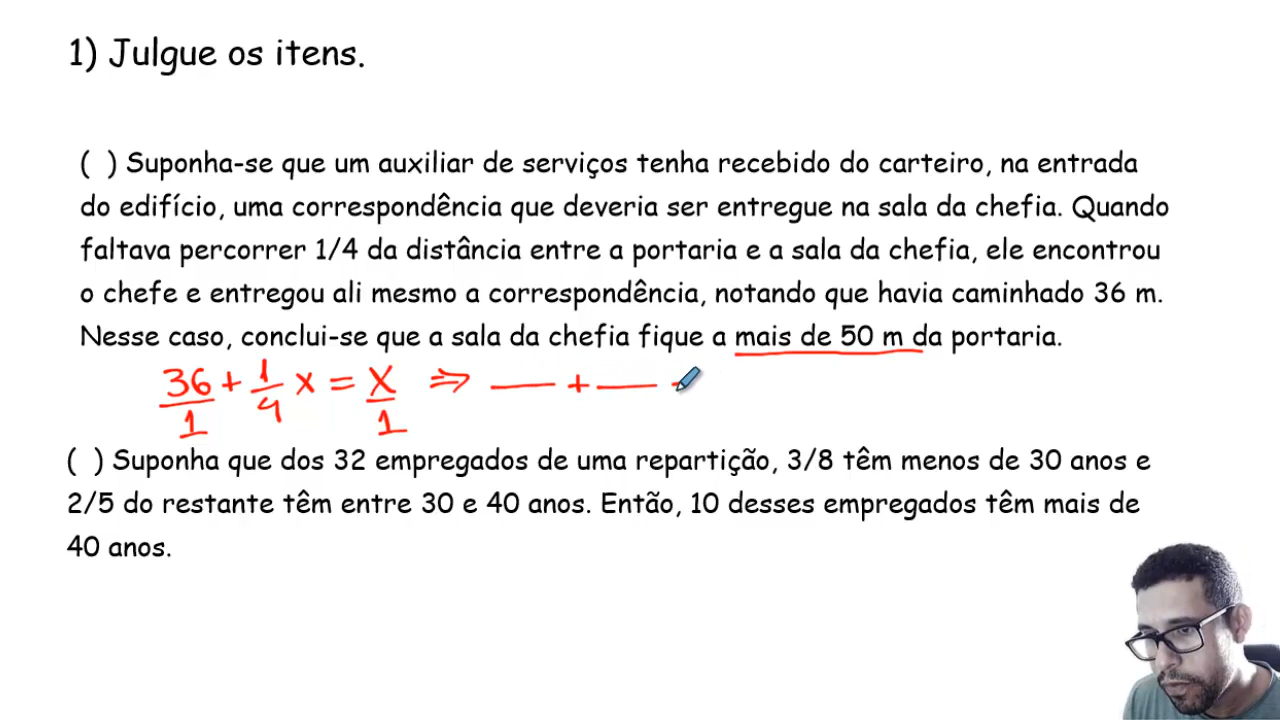 1) Julgue os itens.
( ) Suponha-se que um auxiliar de serviços tenha recebido do carteiro, na entrada
do edifício, uma correspondência que deveria ser entregue na sala da chefia. Quando
faltava percorrer 1/4 da distância entre a portaria e a sala da chefia, ele encontrou
o chefe e entregou ali mesmo a correspondência, notando que havia caminhado 36 m.
Nesse caso, conclui-se que a sala da chefia fique a mais de 50 m da portaria.
36/1 + 1/4 x = x/1 ⇒ — + —
( ) Suponha que dos 32 empregados de uma repartição, 3/8 têm menos de 30 anos e
2/5 do restante têm entre 30 e 40 anos. Então, 10 desses empregados têm mais de
40 anos.